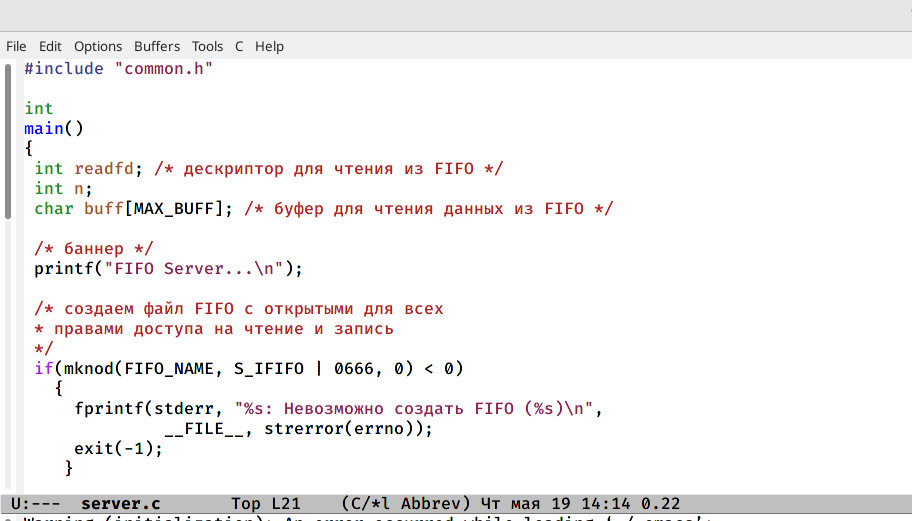 File Edit Options Buffers Tools C Help
#include "common.h"
int
main()
{
int readfd; /* дескриптор для чтения из FIFO */
int n;
char buff[MAX_BUFF]; /* буфер для чтения данных из FIFO */
/* баннер */
printf("FIFO Server...\n");
/* создаем файл FIFO с открытыми для всех
* правами доступа на чтение и запись
*/
if(mknod(FIFO_NAME, S_IFIFO | 0666, 0) < 0)
{
fprintf(stderr, "%s: Невозможно создать FIFO (%s)\n",
__FILE__, strerror(errno));
exit(-1);
}
U:--- server.c Top L21 (C/*l Abbrev) Чт мая 19 14:14 0.22
Warning (initialization): An error occurred while loading